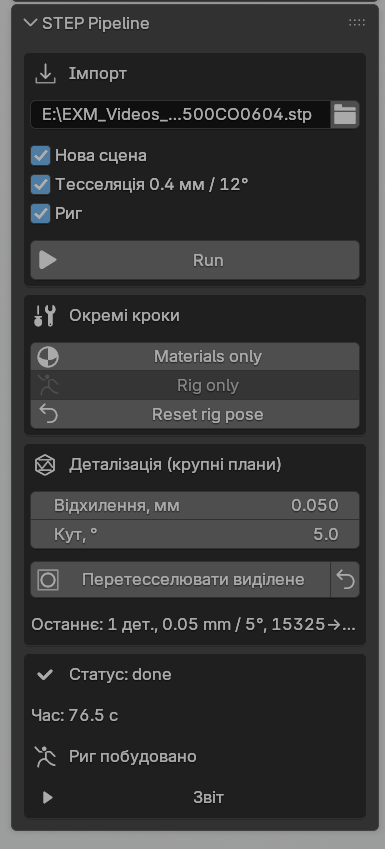 STEP Pipeline
Імпорт
E:\EXM_Videos_...500CO0604.stp
Нова сцена
Тесселяція 0.4 мм / 12°
Риг
Run
Окремі кроки
Materials only
Rig only
Reset rig pose
Деталізація (крупні плани)
Відхилення, мм 0.050
Кут, ° 5.0
Перетесселювати виділене
Останнє: 1 дет., 0.05 mm / 5°, 15325→...
Статус: done
Час: 76.5 с
Риг побудовано
Звіт